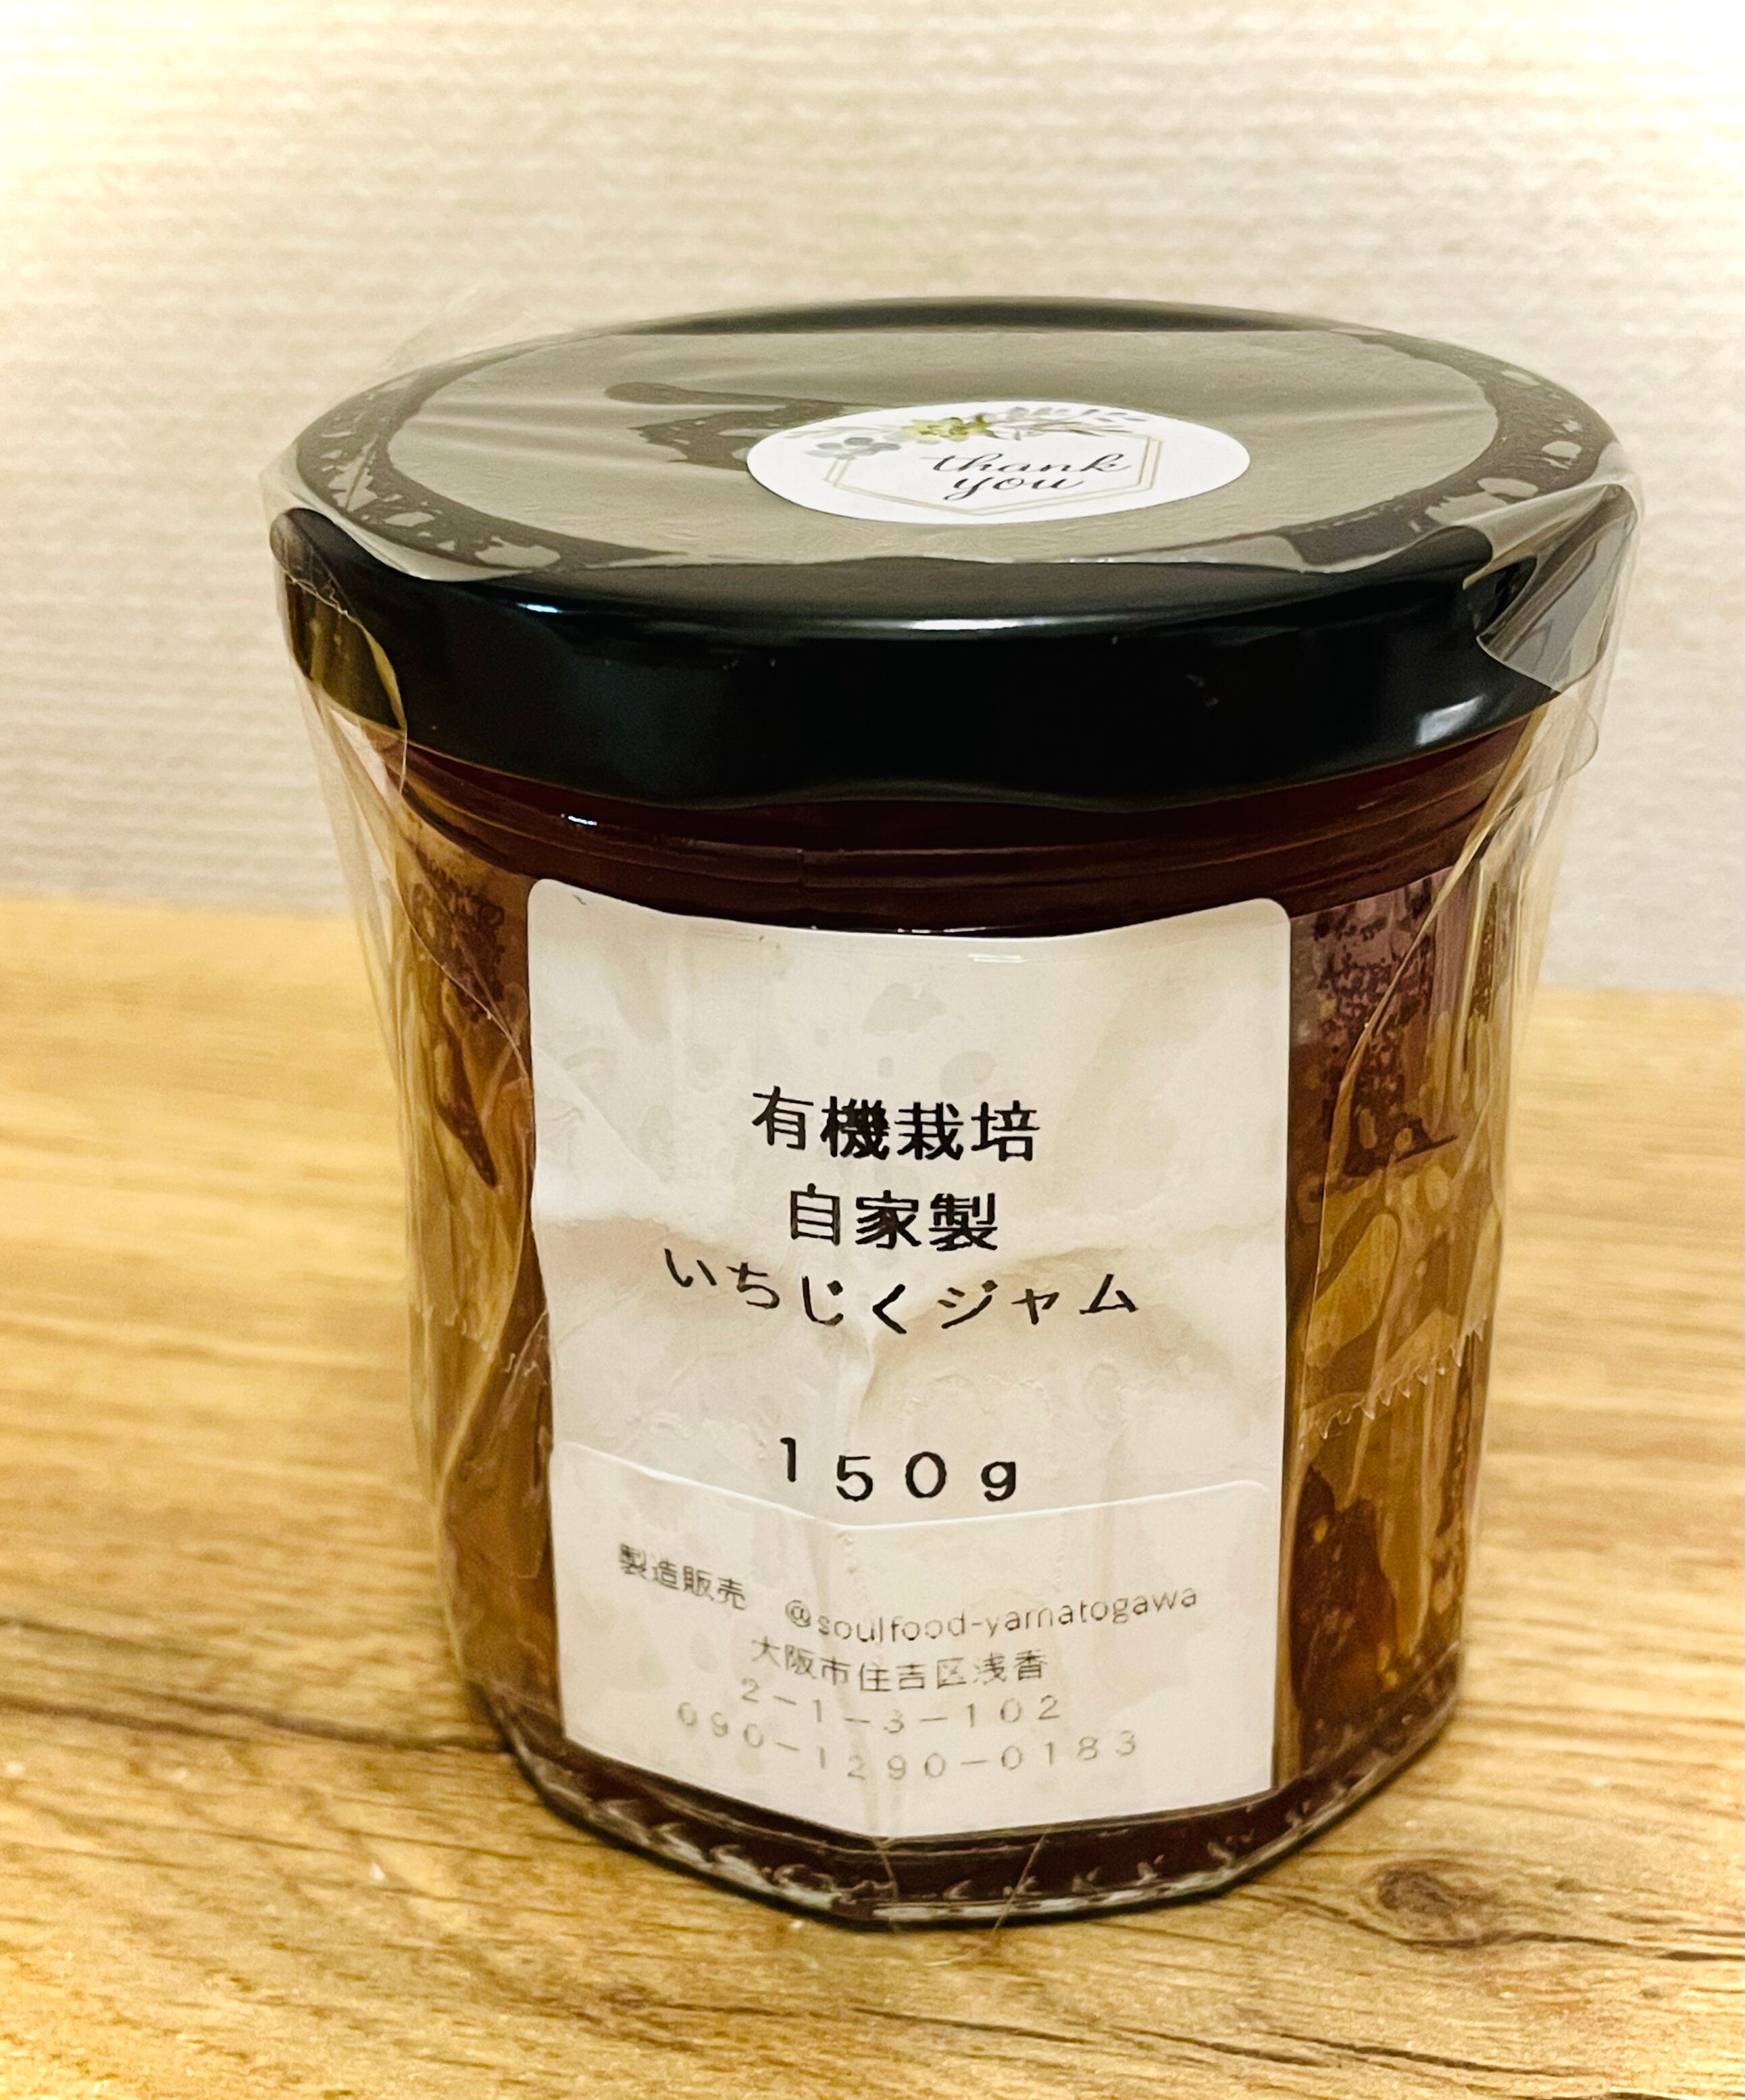 thank
you
有機栽培
自家製
いちじくジャム
150g
製造販売 @soulfood-yamatogawa
大阪市住吉区浅香
2-1-3-102
090-1290-0183